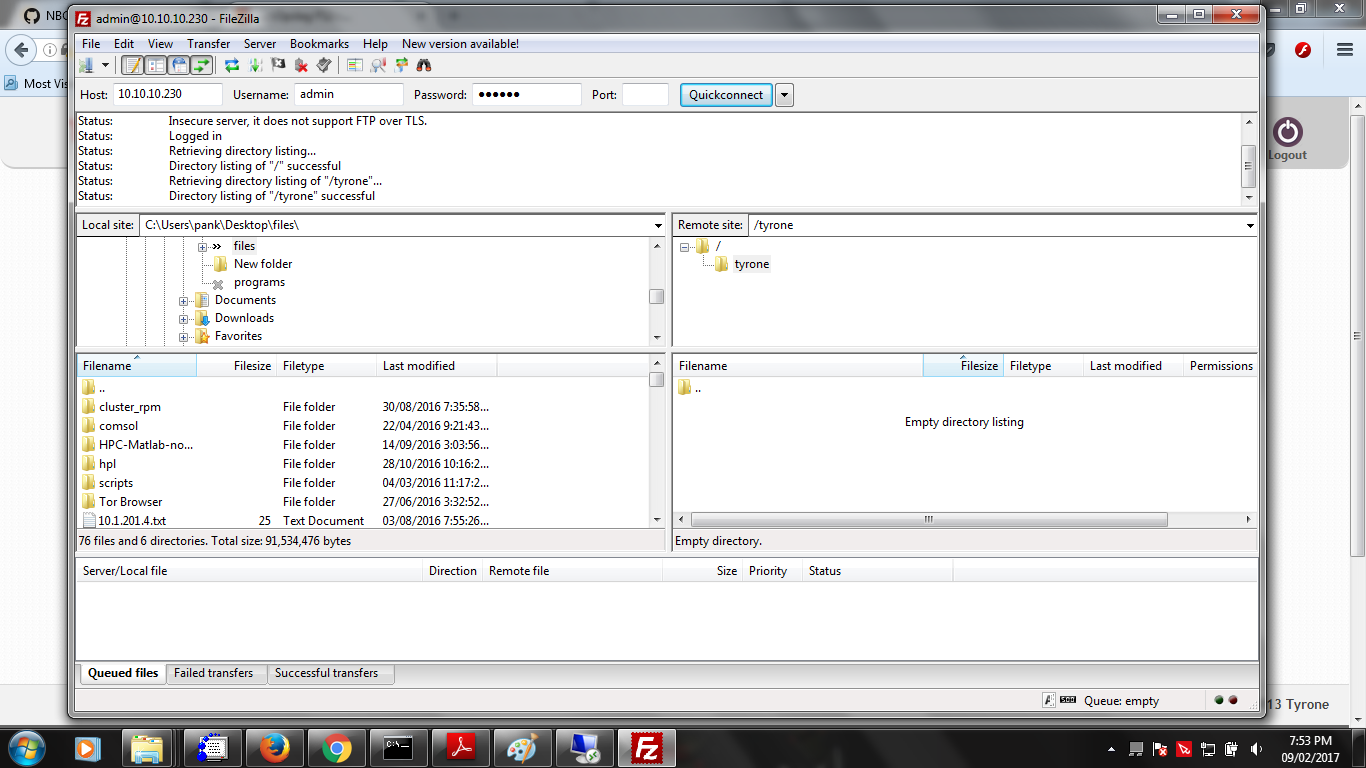 NBC
admin@10.10.10.230 - FileZilla
File Edit View Transfer Server Bookmarks Help New version available!
Most Vis
Host: 10.10.10.230 Username: admin Password: ●●●●●● Port: Quickconnect
Status: Insecure server, it does not support FTP over TLS.
Status: Logged in
Status: Retrieving directory listing...
Status: Directory listing of "/" successful
Status: Retrieving directory listing of "/tyrone"...
Status: Directory listing of "/tyrone" successful
Logout
Local site: C:\Users\pank\Desktop\files\
files
New folder
programs
Documents
Downloads
Favorites
Remote site: /tyrone
/
tyrone
Filename Filesize Filetype Last modified
..
cluster_rpm File folder 30/08/2016 7:35:58...
comsol File folder 22/04/2016 9:21:43...
HPC-Matlab-no... File folder 14/09/2016 3:03:56...
hpl File folder 28/10/2016 10:16:2...
scripts File folder 04/03/2016 11:17:2...
Tor Browser File folder 27/06/2016 3:32:52...
10.1.201.4.txt 25 Text Document 03/08/2016 7:55:26...
76 files and 6 directories. Total size: 91,534,476 bytes
Filename Filesize Filetype Last modified Permissions
..
Empty directory listing
Empty directory.
Server/Local file Direction Remote file Size Priority Status
Queued files Failed transfers Successful transfers
Queue: empty
13 Tyrone
7:53 PM
09/02/2017